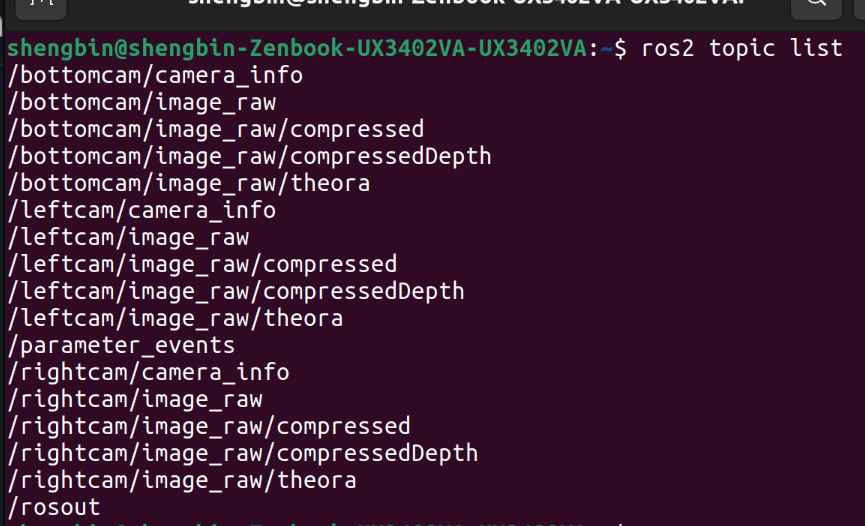 shengbin@shengbin-Zenbook-UX3402VA-UX3402VA:
shengbin@shengbin-Zenbook-UX3402VA-UX3402VA:~$ ros2 topic list
/bottomcam/camera_info
/bottomcam/image_raw
/bottomcam/image_raw/compressed
/bottomcam/image_raw/compressedDepth
/bottomcam/image_raw/theora
/leftcam/camera_info
/leftcam/image_raw
/leftcam/image_raw/compressed
/leftcam/image_raw/compressedDepth
/leftcam/image_raw/theora
/parameter_events
/rightcam/camera_info
/rightcam/image_raw
/rightcam/image_raw/compressed
/rightcam/image_raw/compressedDepth
/rightcam/image_raw/theora
/rosout